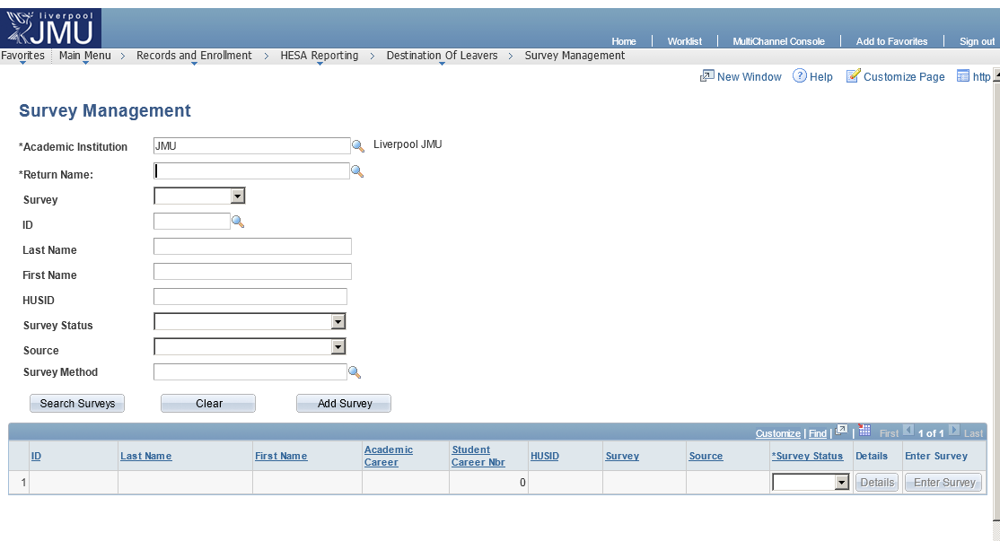 liverpool
JMU
Home | Worklist | MultiChannel Console | Add to Favorites | Sign out
Favorites Main Menu > Records and Enrollment > HESA Reporting > Destination Of Leavers > Survey Management
New Window ? Help Customize Page http
Survey Management
*Academic Institution JMU Liverpool JMU
*Return Name:
Survey
ID
Last Name
First Name
HUSID
Survey Status
Source
Survey Method
Search Surveys Clear Add Survey
Customize | Find | | First 1 of 1 Last
ID Last Name First Name Academic Career Student Career Nbr HUSID Survey Source *Survey Status Details Enter Survey
1 0 Details Enter Survey